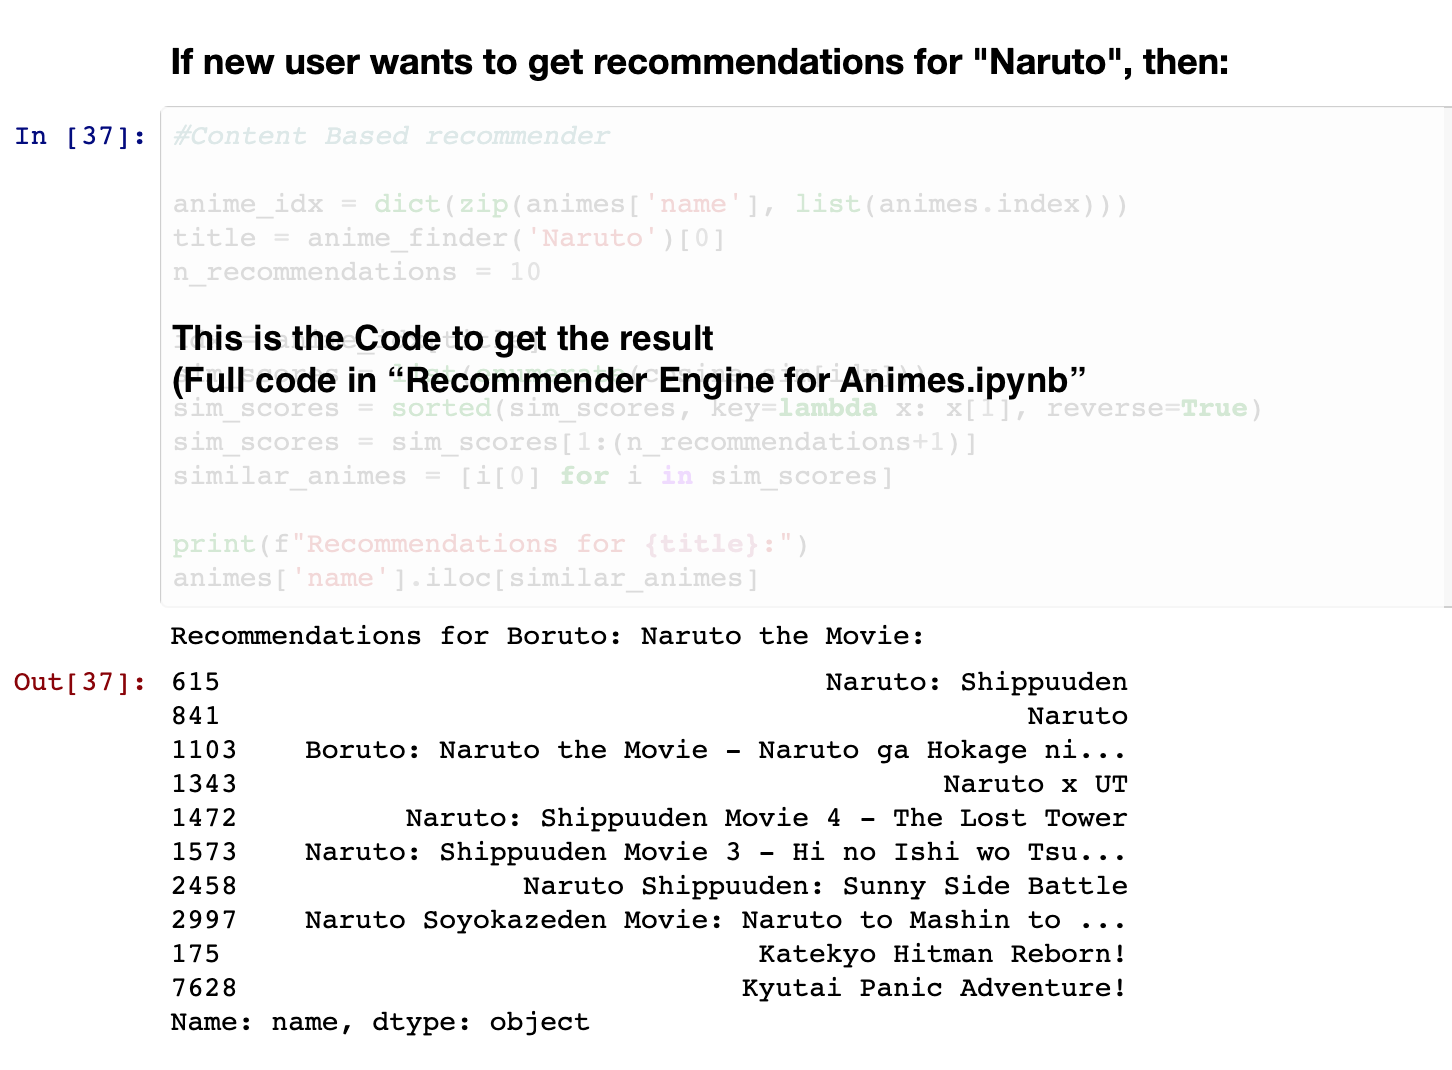 If new user wants to get recommendations for "Naruto", then:
In [37]:
#Content Based recommender
anime_idx = dict(zip(animes['name'], list(animes.index)))
title = anime_finder('Naruto')[0]
n_recommendations = 10
This is the Code to get the result
(Full code in “Recommender Engine for Animes.ipynb”
sim_scores = sorted(sim_scores, key=lambda x: x[1], reverse=True)
sim_scores = sim_scores[1:(n_recommendations+1)]
similar_animes = [i[0] for i in sim_scores]
print(f"Recommendations for {title}:")
animes['name'].iloc[similar_animes]
Recommendations for Boruto: Naruto the Movie:
Out[37]: 615 Naruto: Shippuuden
841 Naruto
1103 Boruto: Naruto the Movie - Naruto ga Hokage ni...
1343 Naruto x UT
1472 Naruto: Shippuuden Movie 4 - The Lost Tower
1573 Naruto: Shippuuden Movie 3 - Hi no Ishi wo Tsu...
2458 Naruto Shippuuden: Sunny Side Battle
2997 Naruto Soyokazeden Movie: Naruto to Mashin to ...
175 Katekyo Hitman Reborn!
7628 Kyutai Panic Adventure!
Name: name, dtype: object